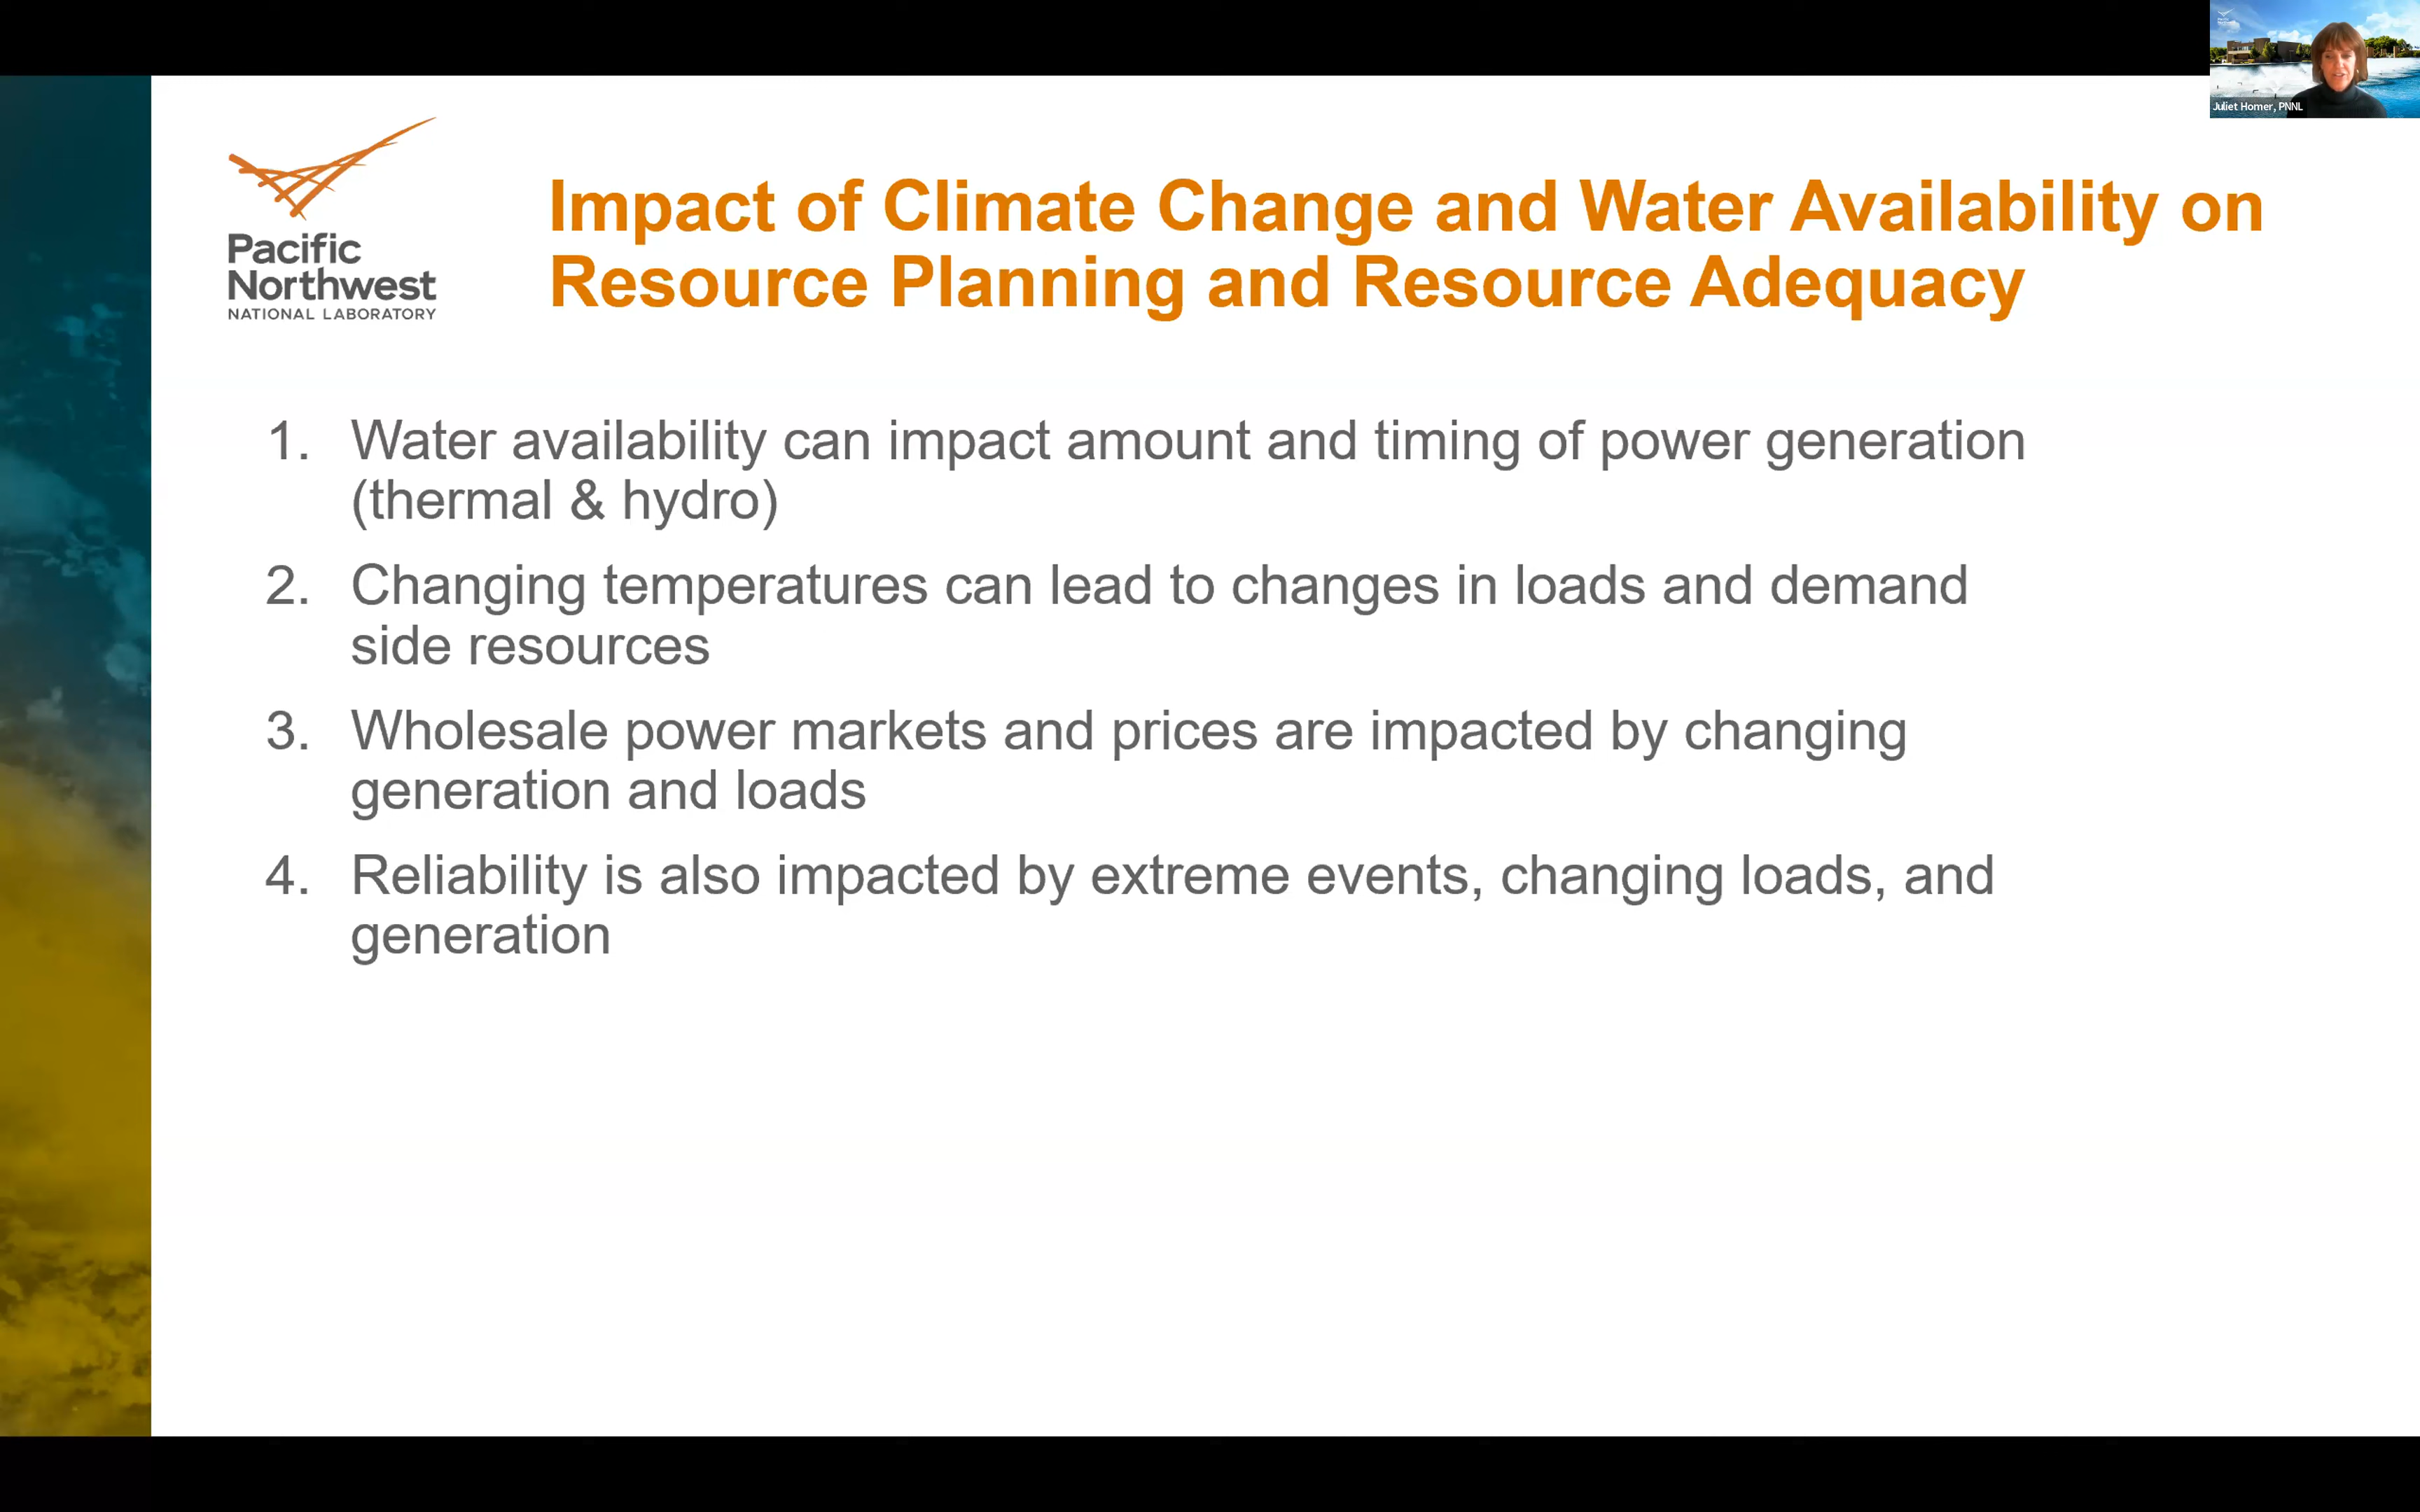 Juliet Homer, PNNL
Pacific
Northwest
NATIONAL LABORATORY
Impact of Climate Change and Water Availability on
Resource Planning and Resource Adequacy
1. Water availability can impact amount and timing of power generation
(thermal & hydro)
2. Changing temperatures can lead to changes in loads and demand
side resources
3. Wholesale power markets and prices are impacted by changing
generation and loads
4. Reliability is also impacted by extreme events, changing loads, and
generation